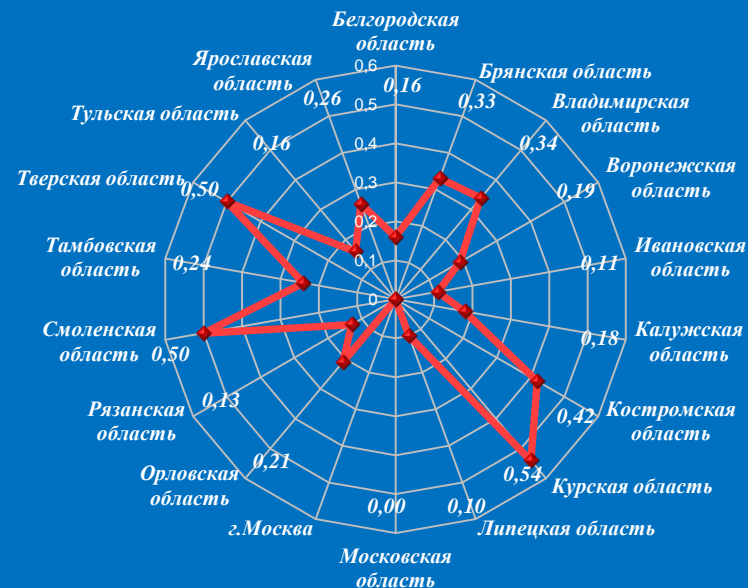 Белгородская
область
0,16
Брянская область
0,33
Владимирская
область
0,34
Воронежская
область
0,19
Ивановская
область
0,11
Калужская
область
0,18
Костромская
область
0,42
Курская область
0,54
Липецкая область
0,10
Московская
область
0,00
г.Москва
Орловская
область
0,21
Рязанская
область
0,13
Смоленская
область
0,50
Тамбовская
область
0,24
Тверская область
0,50
Тульская область
0,16
Ярославская
область
0,26
0,6
0,5
0,4
0,3
0,2
0,1
0